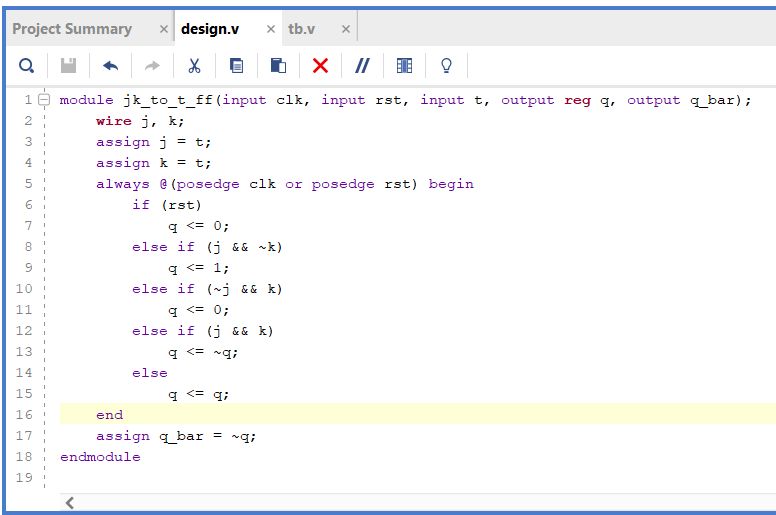 Project Summary × design.v × tb.v ×
1 module jk_to_t_ff(input clk, input rst, input t, output reg q, output q_bar);
2 wire j, k;
3 assign j = t;
4 assign k = t;
5 always @(posedge clk or posedge rst) begin
6 if (rst)
7 q <= 0;
8 else if (j && ~k)
9 q <= 1;
10 else if (~j && k)
11 q <= 0;
12 else if (j && k)
13 q <= ~q;
14 else
15 q <= q;
16 end
17 assign q_bar = ~q;
18 endmodule
19